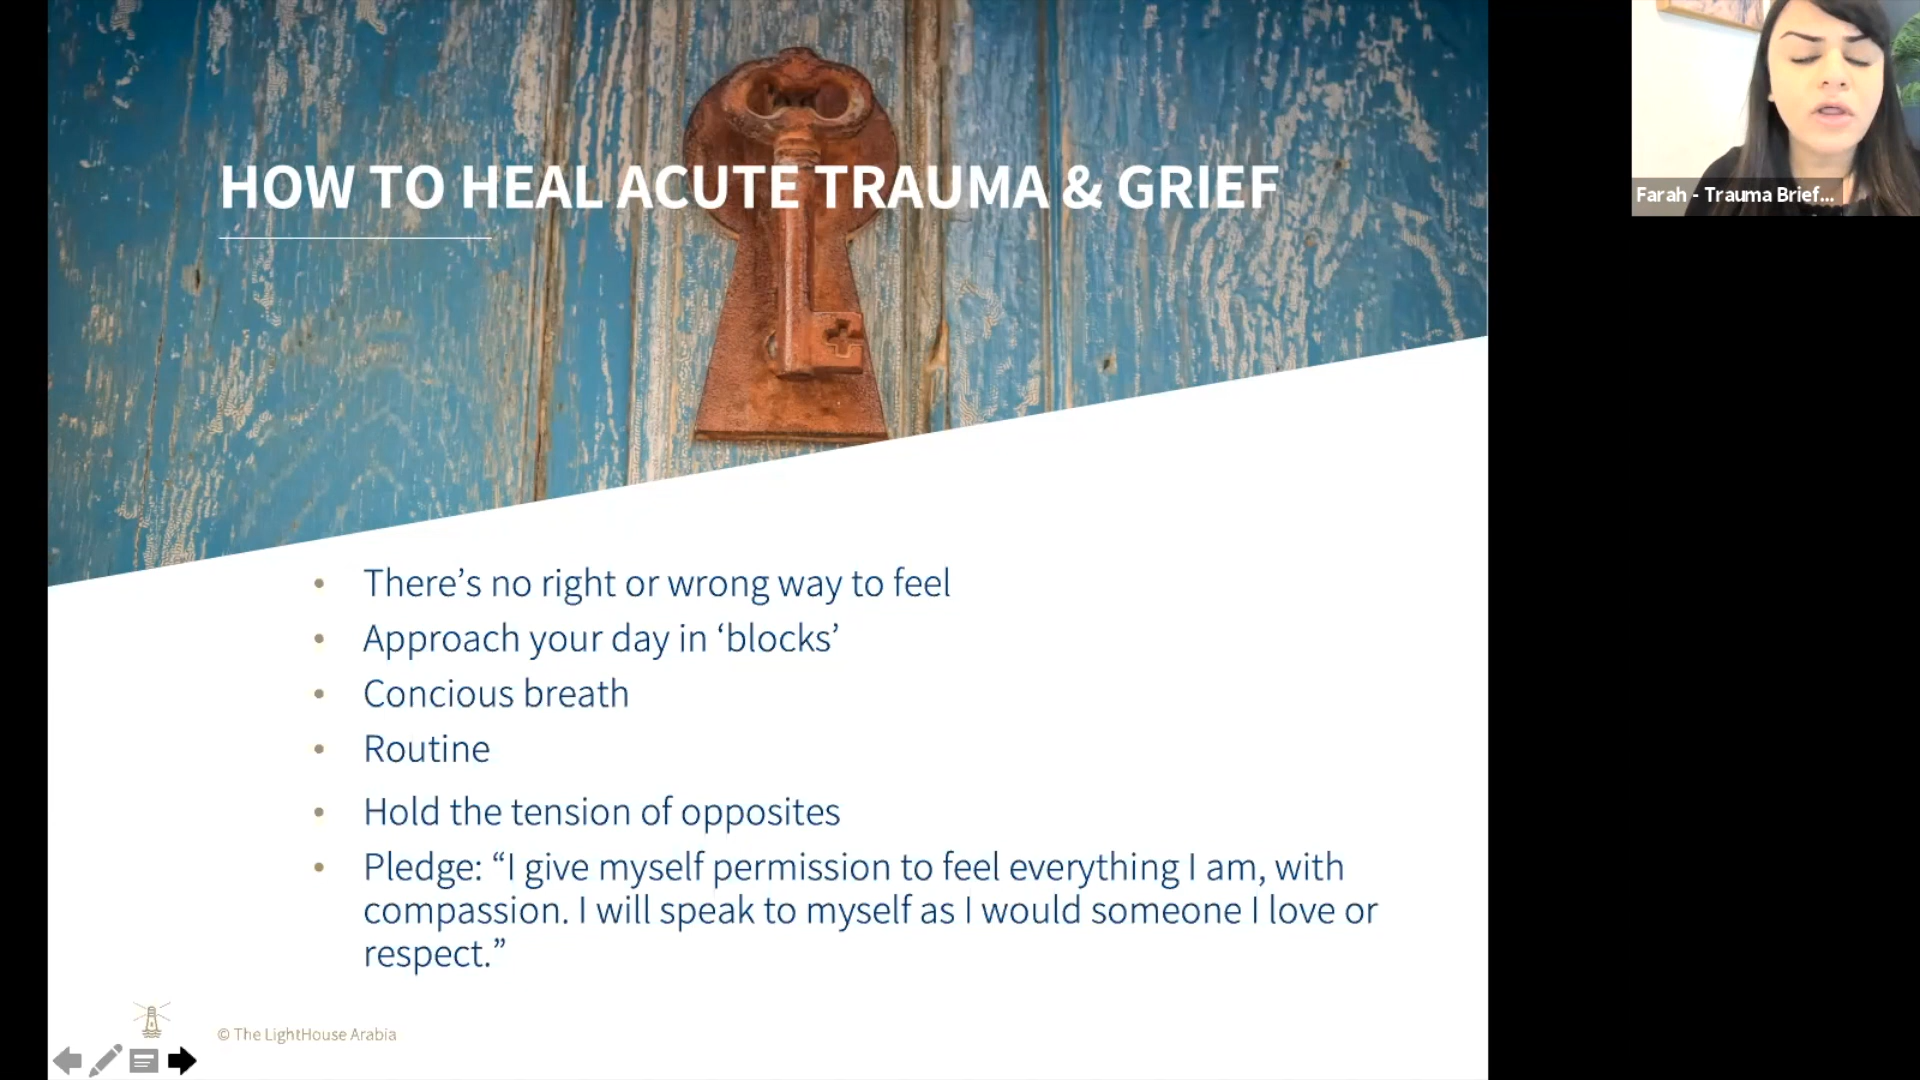 HOW TO HEAL ACUTE TRAUMA & GRIEF
Farah - Trauma Brief...
• There’s no right or wrong way to feel
• Approach your day in ‘blocks’
• Concious breath
• Routine
• Hold the tension of opposites
• Pledge: “I give myself permission to feel everything I am, with
compassion. I will speak to myself as I would someone I love or
respect.”
© The LightHouse Arabia